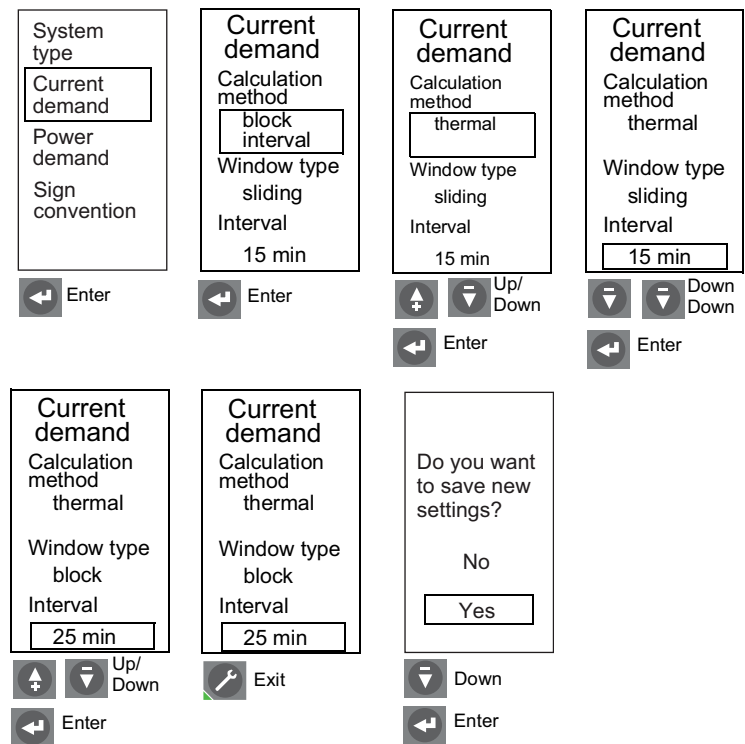 System
type
Current
demand
Power
demand
Sign
convention
Enter
Current
demand
Calculation
method
block
interval
Window type
sliding
Interval
15 min
Enter
Current
demand
Calculation
method
thermal
Window type
sliding
Interval
15 min
Up/
Down
Enter
Current
demand
Calculation
method
thermal
Window type
sliding
Interval
15 min
Down
Down
Enter
Current
demand
Calculation
method
thermal
Window type
block
Interval
25 min
Up/
Down
Enter
Current
demand
Calculation
method
thermal
Window type
block
Interval
25 min
Exit
Do you want
to save new
settings?
No
Yes
Down
Enter